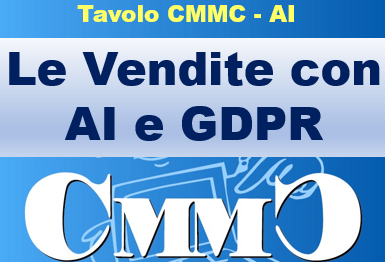 Tavolo CMMC - AI
Le Vendite con
AI e GDPR
CMMC